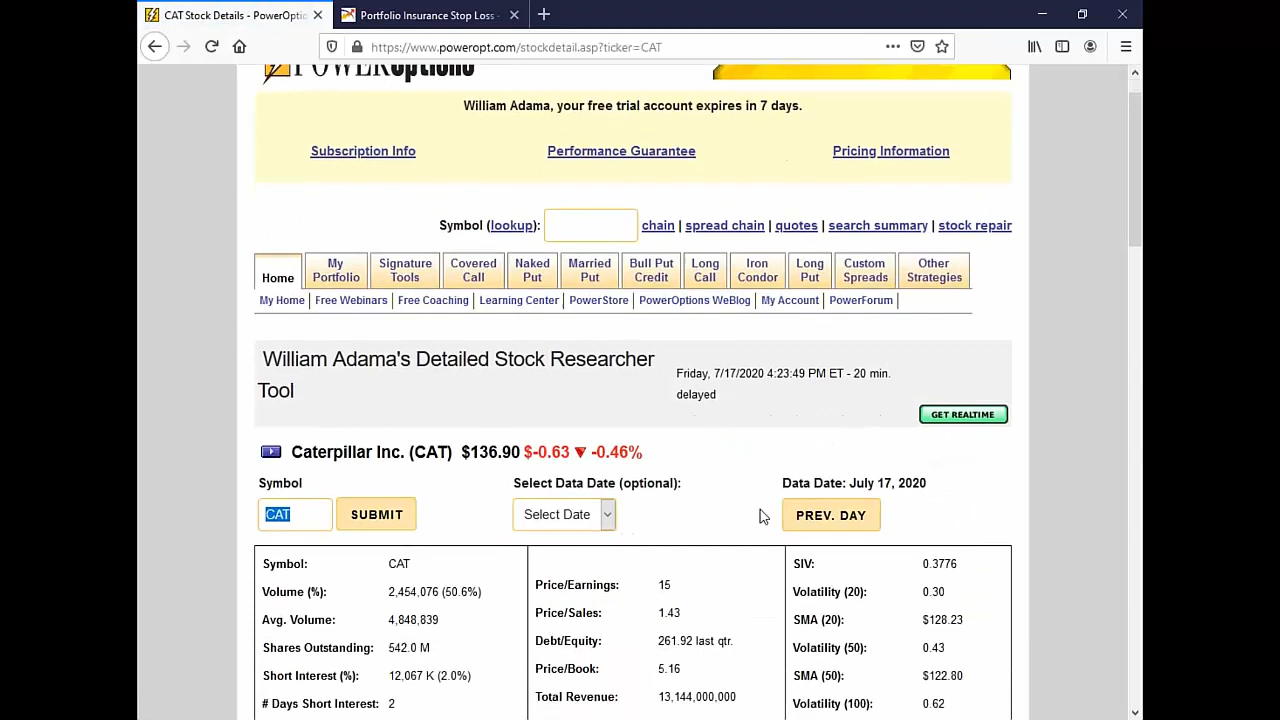 CAT Stock Details - PowerOptio
Portfolio Insurance Stop Loss -
https://www.poweropt.com/stockdetail.asp?ticker=CAT
POWEROptions
William Adama, your free trial account expires in 7 days.
Subscription Info Performance Guarantee Pricing Information
Symbol (lookup): chain | spread chain | quotes | search summary | stock repair
Home My Portfolio Signature Tools Covered Call Naked Put Married Put Bull Put Credit Long Call Iron Condor Long Put Custom Spreads Other Strategies
My Home | Free Webinars | Free Coaching | Learning Center | PowerStore | PowerOptions WeBlog | My Account | PowerForum |
William Adama's Detailed Stock Researcher
Tool
Friday, 7/17/2020 4:23:49 PM ET - 20 min.
delayed
GET REALTIME
Caterpillar Inc. (CAT) $136.90 $-0.63 ▼ -0.46%
Symbol Select Data Date (optional): Data Date: July 17, 2020
CAT SUBMIT Select Date PREV. DAY
Symbol: CAT
Volume (%): 2,454,076 (50.6%)
Avg. Volume: 4,848,839
Shares Outstanding: 542.0 M
Short Interest (%): 12,067 K (2.0%)
# Days Short Interest: 2
Price/Earnings: 15
Price/Sales: 1.43
Debt/Equity: 261.92 last qtr.
Price/Book: 5.16
Total Revenue: 13,144,000,000
SIV: 0.3776
Volatility (20): 0.30
SMA (20): $128.23
Volatility (50): 0.43
SMA (50): $122.80
Volatility (100): 0.62